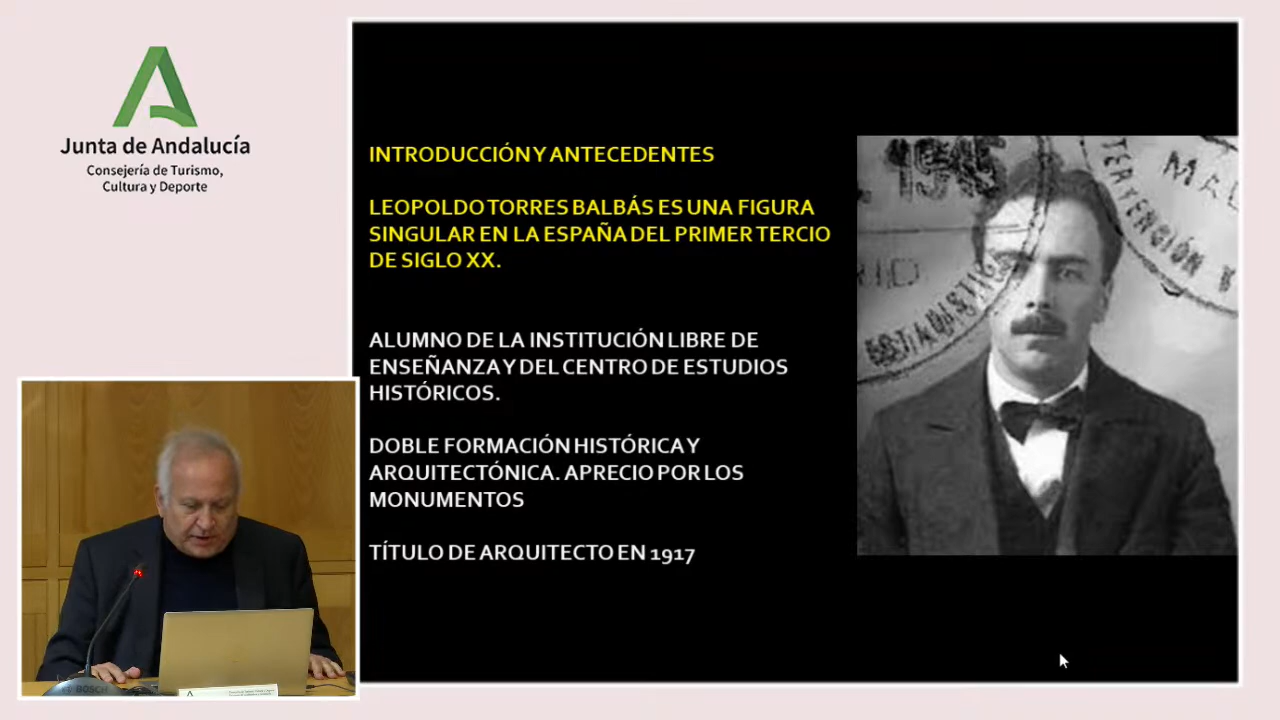 Junta de Andalucía
Consejería de Turismo,
Cultura y Deporte
INTRODUCCIÓN Y ANTECEDENTES
LEOPOLDO TORRES BALBÁS ES UNA FIGURA
SINGULAR EN LA ESPAÑA DEL PRIMER TERCIO
DE SIGLO XX.
ALUMNO DE LA INSTITUCIÓN LIBRE DE
ENSEÑANZA Y DEL CENTRO DE ESTUDIOS
HISTÓRICOS.
DOBLE FORMACIÓN HISTÓRICA Y
ARQUITECTÓNICA. APRECIO POR LOS
MONUMENTOS
TÍTULO DE ARQUITECTO EN 1917
BOSCH